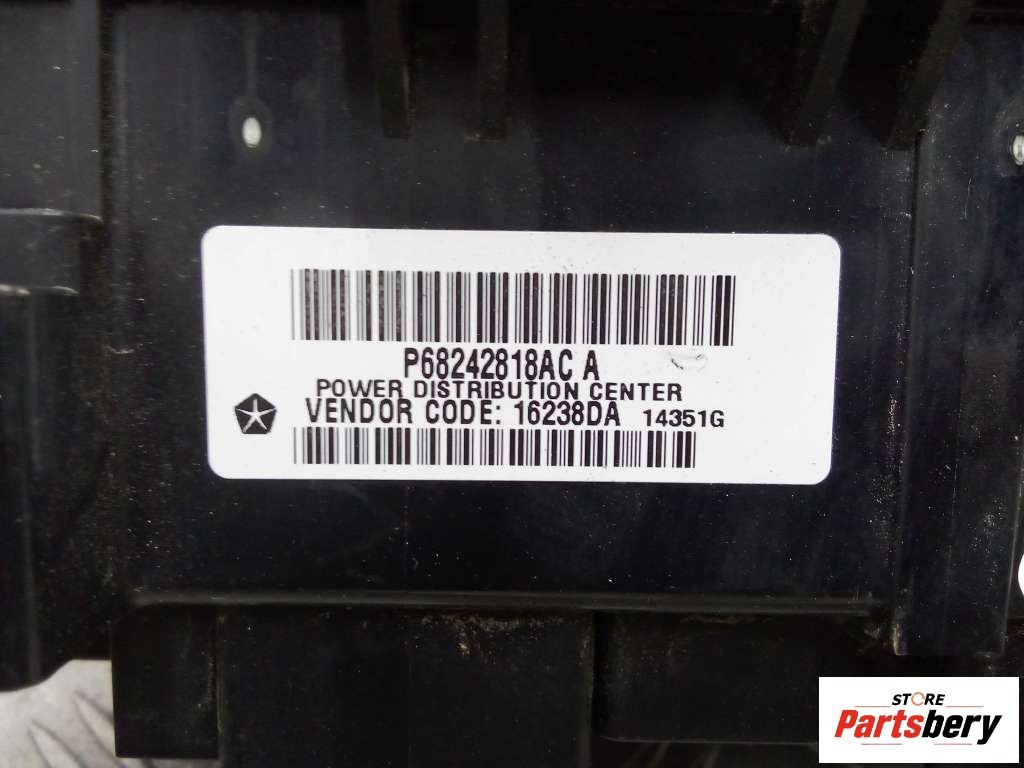 P68242818AC A
POWER DISTRIBUTION CENTER
VENDOR CODE: 16238DA 14351G
STORE
Partsbery